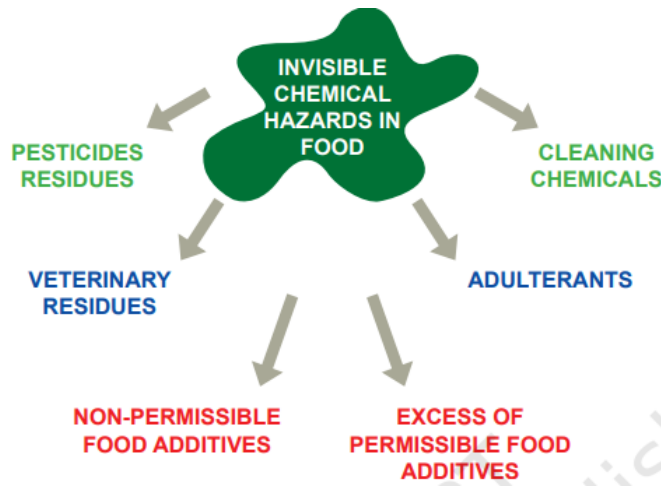 INVISIBLE
CHEMICAL
HAZARDS IN
FOOD
PESTICIDES
RESIDUES
CLEANING
CHEMICALS
VETERINARY
RESIDUES
ADULTERANTS
NON-PERMISSIBLE
FOOD ADDITIVES
EXCESS OF
PERMISSIBLE FOOD
ADDITIVES